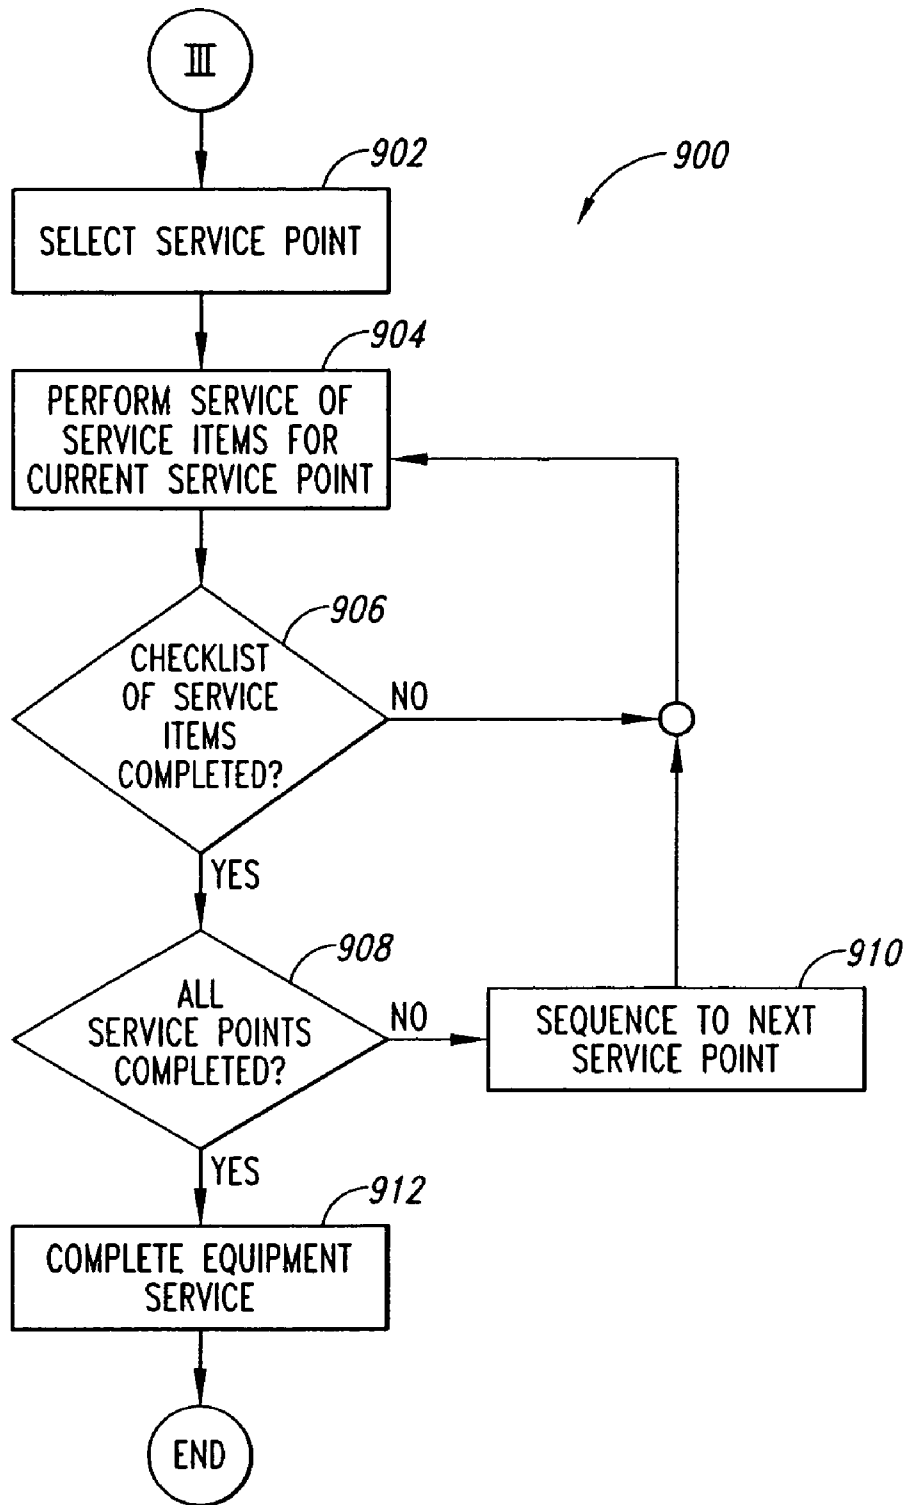 III
902
900
SELECT SERVICE POINT
904
PERFORM SERVICE OF
SERVICE ITEMS FOR
CURRENT SERVICE POINT
906
CHECKLIST
OF SERVICE
ITEMS
COMPLETED?
NO
YES
908
ALL
SERVICE POINTS
COMPLETED?
NO
910
SEQUENCE TO NEXT
SERVICE POINT
YES
912
COMPLETE EQUIPMENT
SERVICE
END